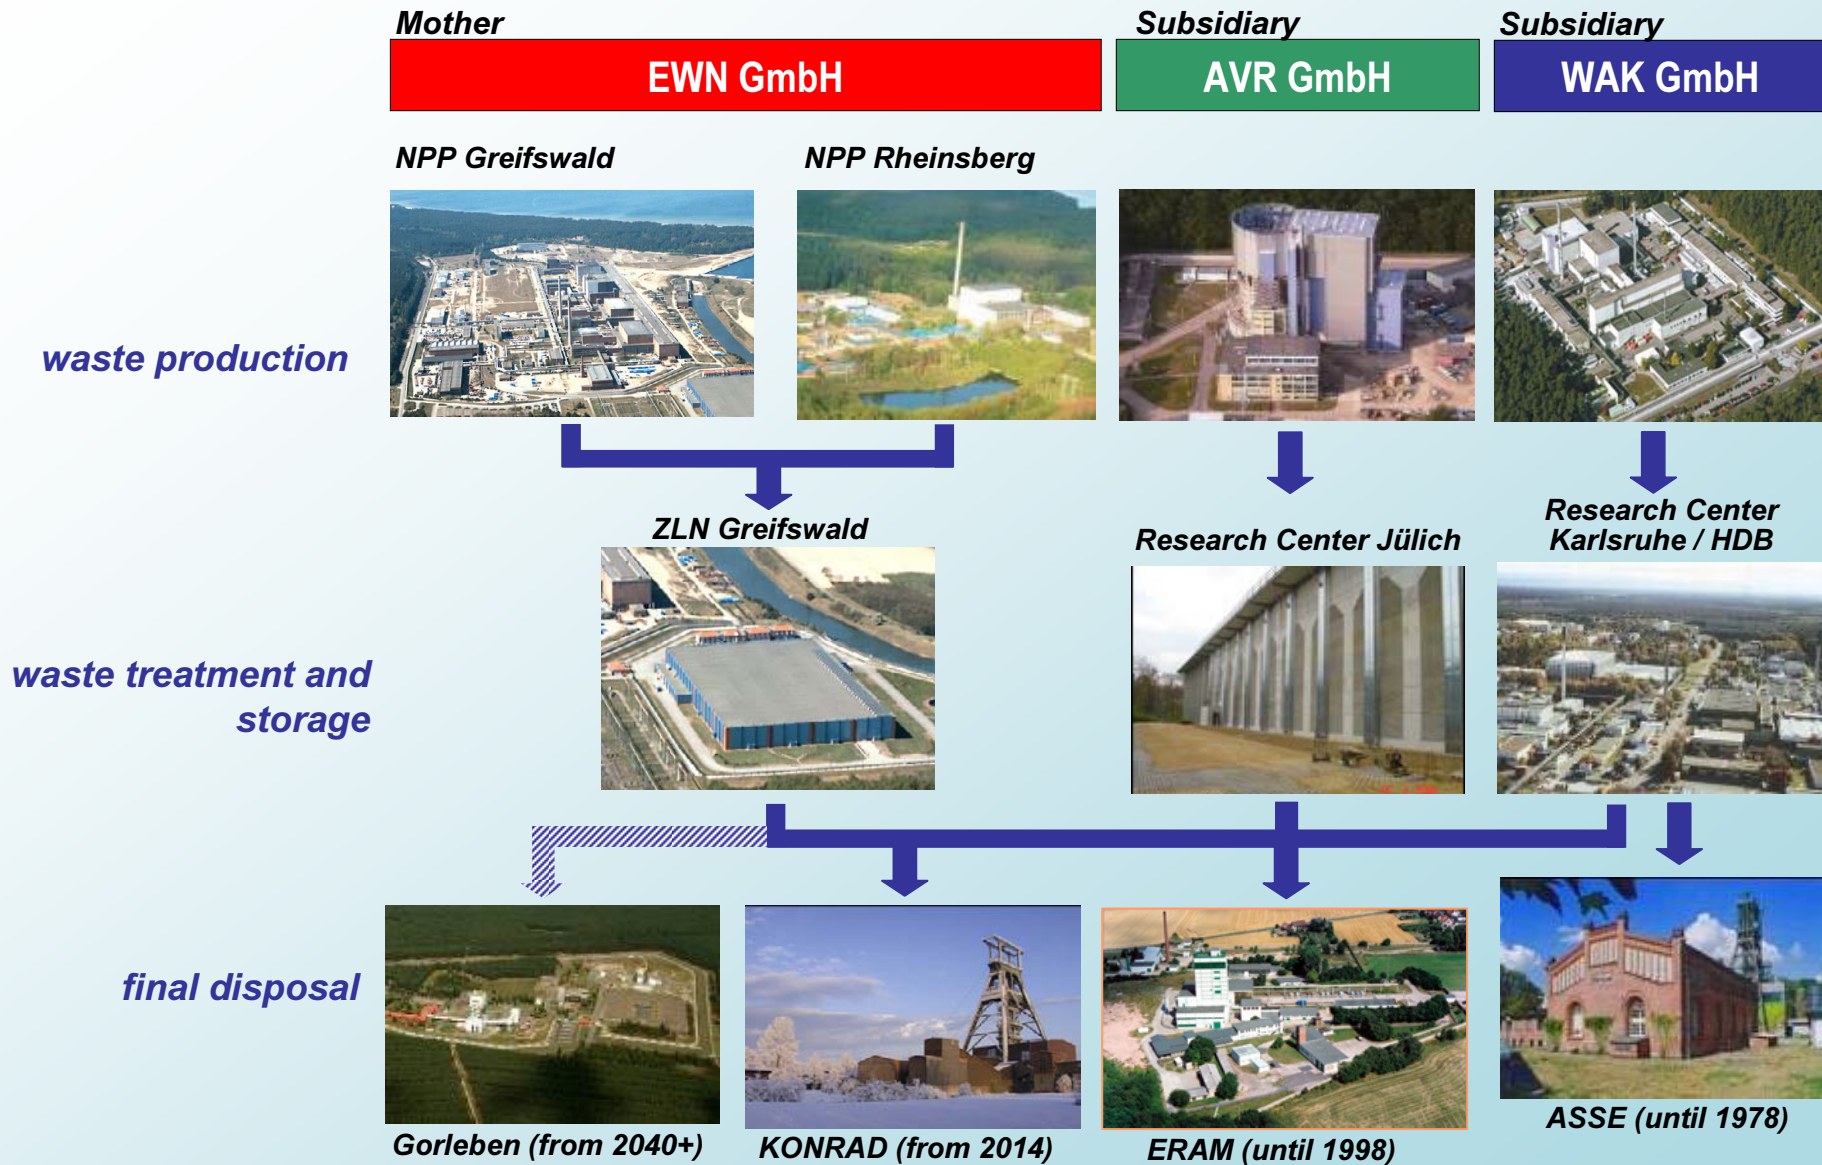 Mother
Subsidiary
Subsidiary
EWN GmbH
AVR GmbH
WAK GmbH
NPP Greifswald
NPP Rheinsberg
waste production
ZLN Greifswald
Research Center Jülich
Research Center
Karlsruhe / HDB
waste treatment and
storage
final disposal
Gorleben (from 2040+)
KONRAD (from 2014)
ERAM (until 1998)
ASSE (until 1978)